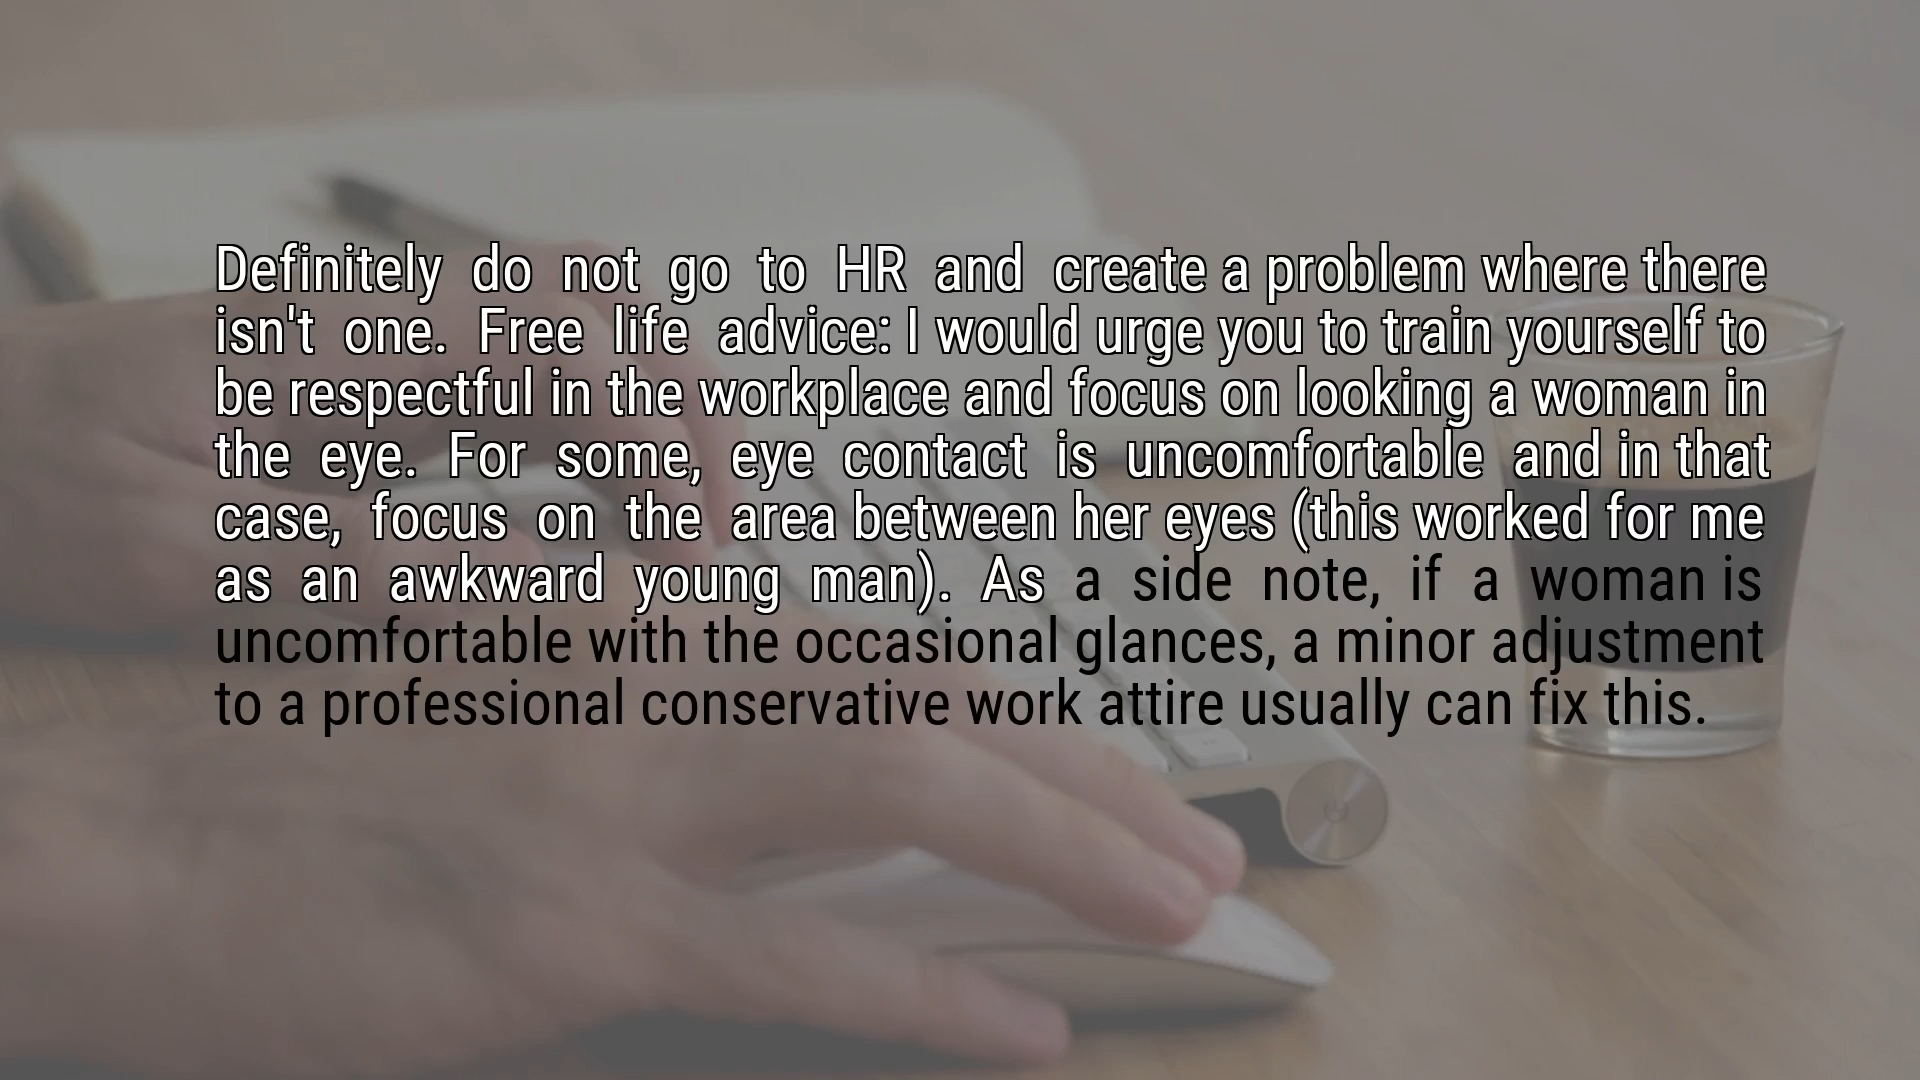 Definitely do not go to HR and create a problem where there
isn't one. Free life advice: I would urge you to train yourself to
be respectful in the workplace and focus on looking a woman in
the eye. For some, eye contact is uncomfortable and in that
case, focus on the area between her eyes (this worked for me
as an awkward young man). As a side note, if a woman is
uncomfortable with the occasional glances, a minor adjustment
to a professional conservative work attire usually can fix this.